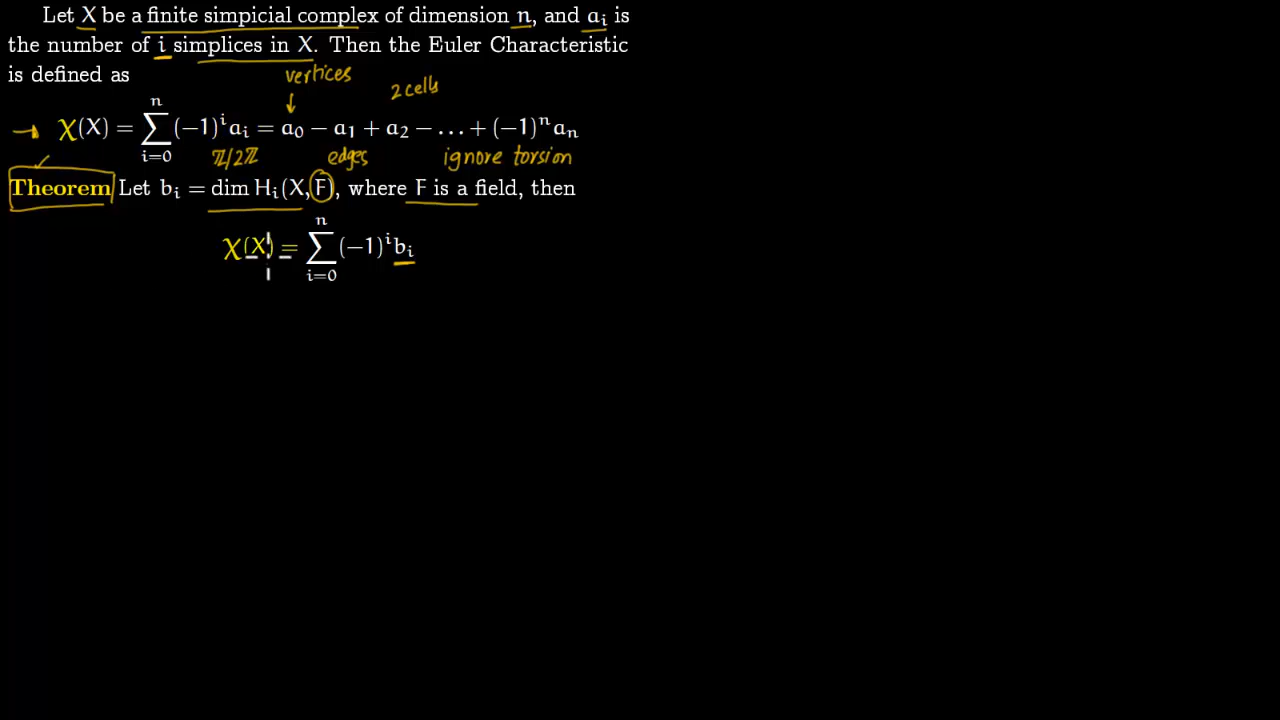 Let X be a finite simpicial complex of dimension n, and aᵢ is
the number of i simplices in X. Then the Euler Characteristic
is defined as
vertices
2 cells
χ(X) = ∑ⁿᵢ₌₀ (−1)ⁱaᵢ = a₀ − a₁ + a₂ − … + (−1)ⁿaₙ
ℤ/2ℤ edges ignore torsion
Theorem Let bᵢ = dim Hᵢ(X, F), where F is a field, then
χ(X) = ∑ⁿᵢ₌₀ (−1)ⁱbᵢ